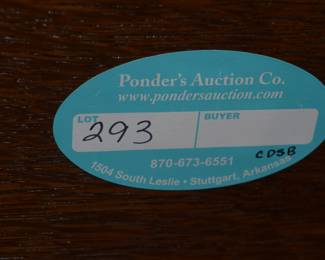 Ponder's Auction Co.
www.pondersauction.com
LOT BUYER
293
870-673-6551
CDSB
1504 South Leslie • Stuttgart, Arkansas